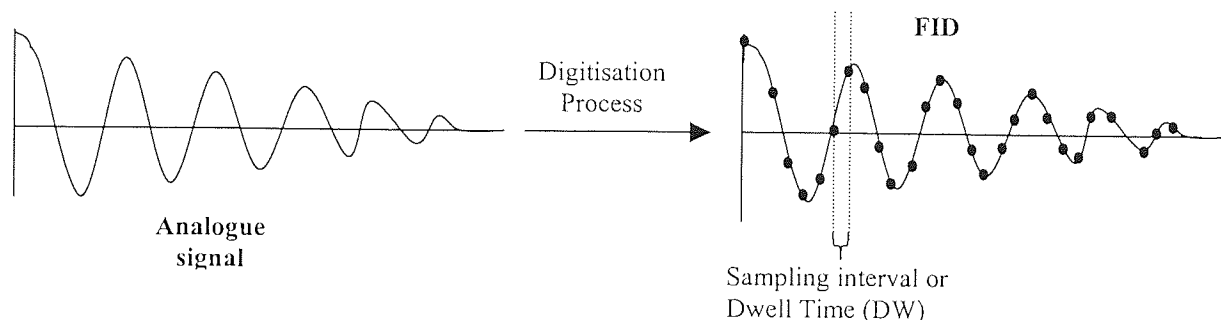 FID
Digitisation
Process
Analogue
signal
Sampling interval or
Dwell Time (DW)